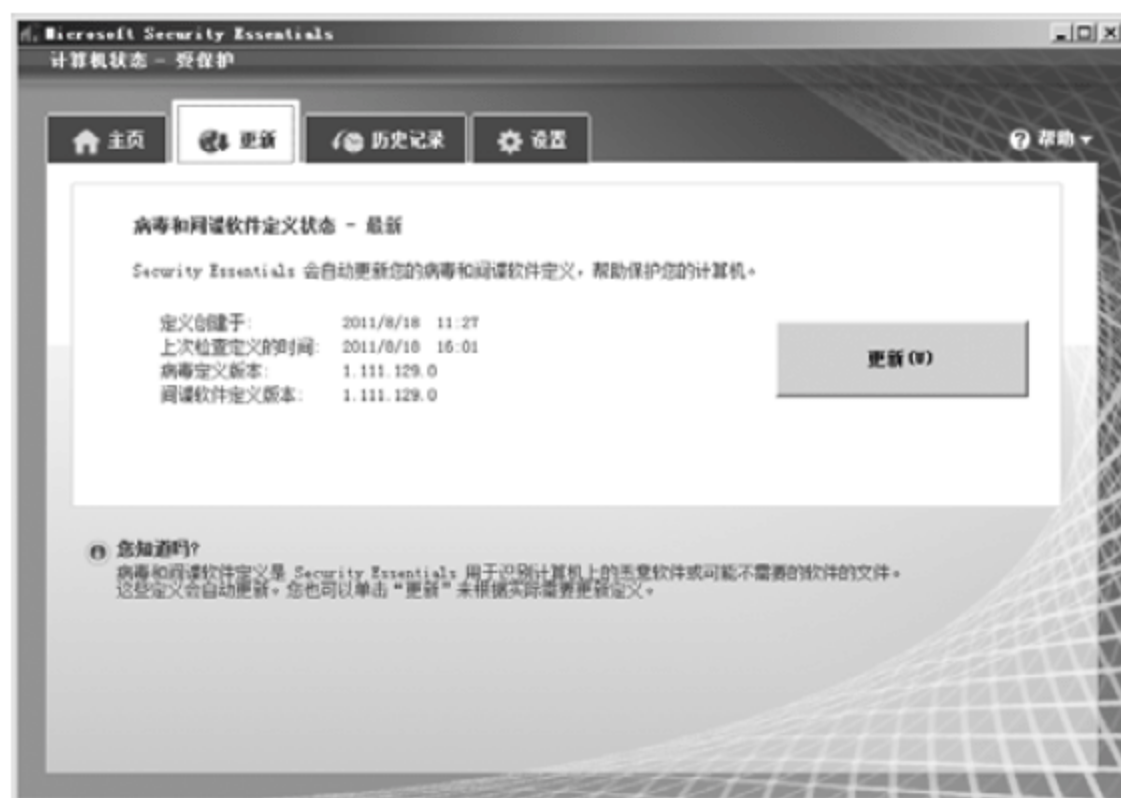 Microsoft Security Essentials
计算机状态 - 受保护
主页
更新
历史记录
设置
帮助
病毒和间谍软件定义状态 - 最新
Security Essentials 会自动更新您的病毒和间谍软件定义，帮助保护您的计算机。
定义创建于: 2011/8/18 11:27
上次检查定义的时间: 2011/8/18 16:01
病毒定义版本: 1.111.129.0
间谍软件定义版本: 1.111.129.0
更新(U)
您知道吗?
病毒和间谍软件定义是 Security Essentials 用于识别计算机上的恶意软件或可能不需要的软件的文件。
这些定义会自动更新。您也可以单击“更新”来根据实际需要更新定义。